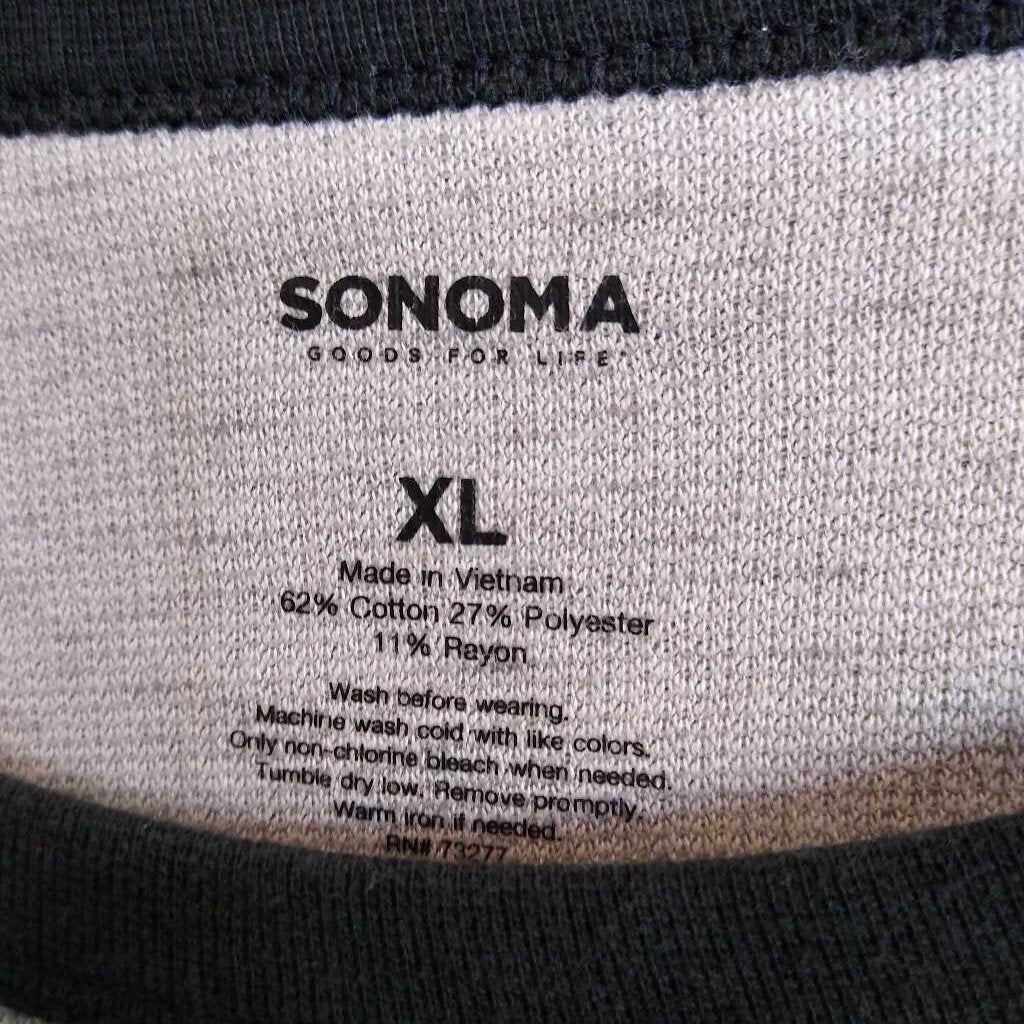 SONOMA
GOODS FOR LIFE
XL
Made in Vietnam
62% Cotton 27% Polyester
11% Rayon
Wash before wearing.
Machine wash cold with like colors.
Only non-chlorine bleach when needed.
Tumble dry low. Remove promptly.
Warm iron if needed.
RN# 73277